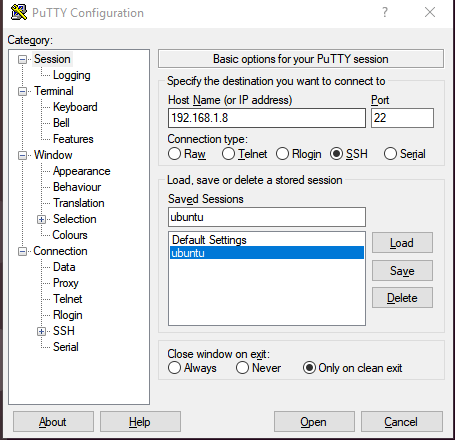 PuTTY Configuration ? ×
Category:
Session
Logging
Terminal
Keyboard
Bell
Features
Window
Appearance
Behaviour
Translation
Selection
Colours
Connection
Data
Proxy
Telnet
Rlogin
SSH
Serial
Basic options for your PuTTY session
Specify the destination you want to connect to
Host Name (or IP address) Port
192.168.1.8 22
Connection type:
Raw Telnet Rlogin SSH Serial
Load, save or delete a stored session
Saved Sessions
ubuntu
Default Settings
ubuntu
Load
Save
Delete
Close window on exit:
Always Never Only on clean exit
About Help Open Cancel